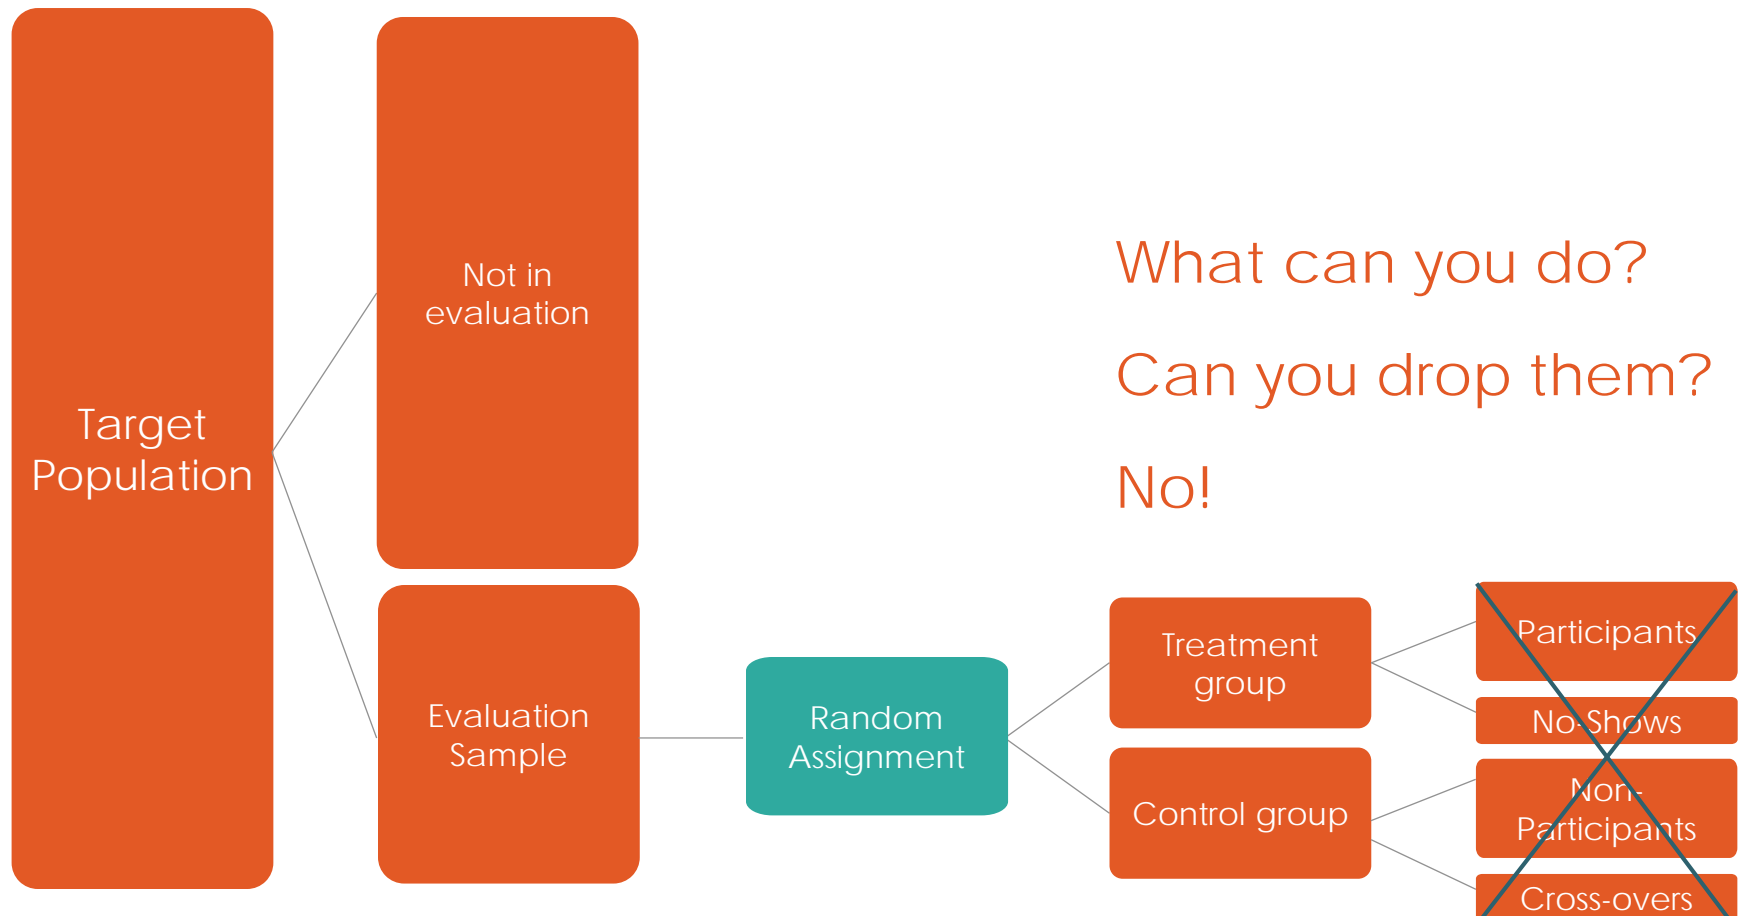 Target
Population
Not in
evaluation
Evaluation
Sample
Random
Assignment
What can you do?
Can you drop them?
No!
Treatment
group
Control group
Participants
No-Shows
Non-
Participants
Cross-overs